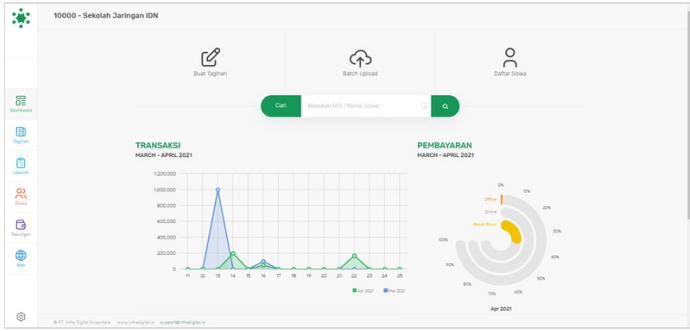 10000 - Sekolah Jaringan IDN
Buat Tagihan
Batch Upload
Daftar Siswa
Dashboard
Tagihan
Laporan
Siswa
Tabungan
Web
Cari
Masukan NIS / Nama Siswa
TRANSAKSI
MARCH - APRIL 2021
1.200.000
1.000.000
800.000
600.000
400.000
200.000
0
11 12 13 14 15 16 17 18 19 20 21 22 23 24 25
Apr 2021 Mar 2021
PEMBAYARAN
MARCH - APRIL 2021
Offline
Online
Belum Bayar
0%
10%
20%
30%
40%
50%
60%
70%
80%
90%
100%
Apr 2021
© PT. Infra Digital Nusantara www.infradigital.io support@infradigital.io